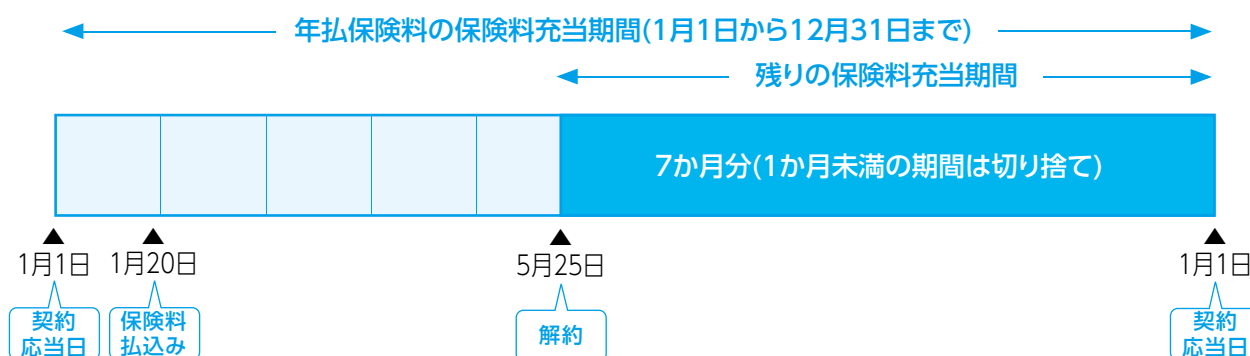 年払保険料の保険料充当期間(1月1日から12月31日まで)
残りの保険料充当期間
7か月分(1か月未満の期間は切り捨て)
1月1日
1月20日
5月25日
1月1日
契約
応当日
保険料
払込み
解約
契約
応当日